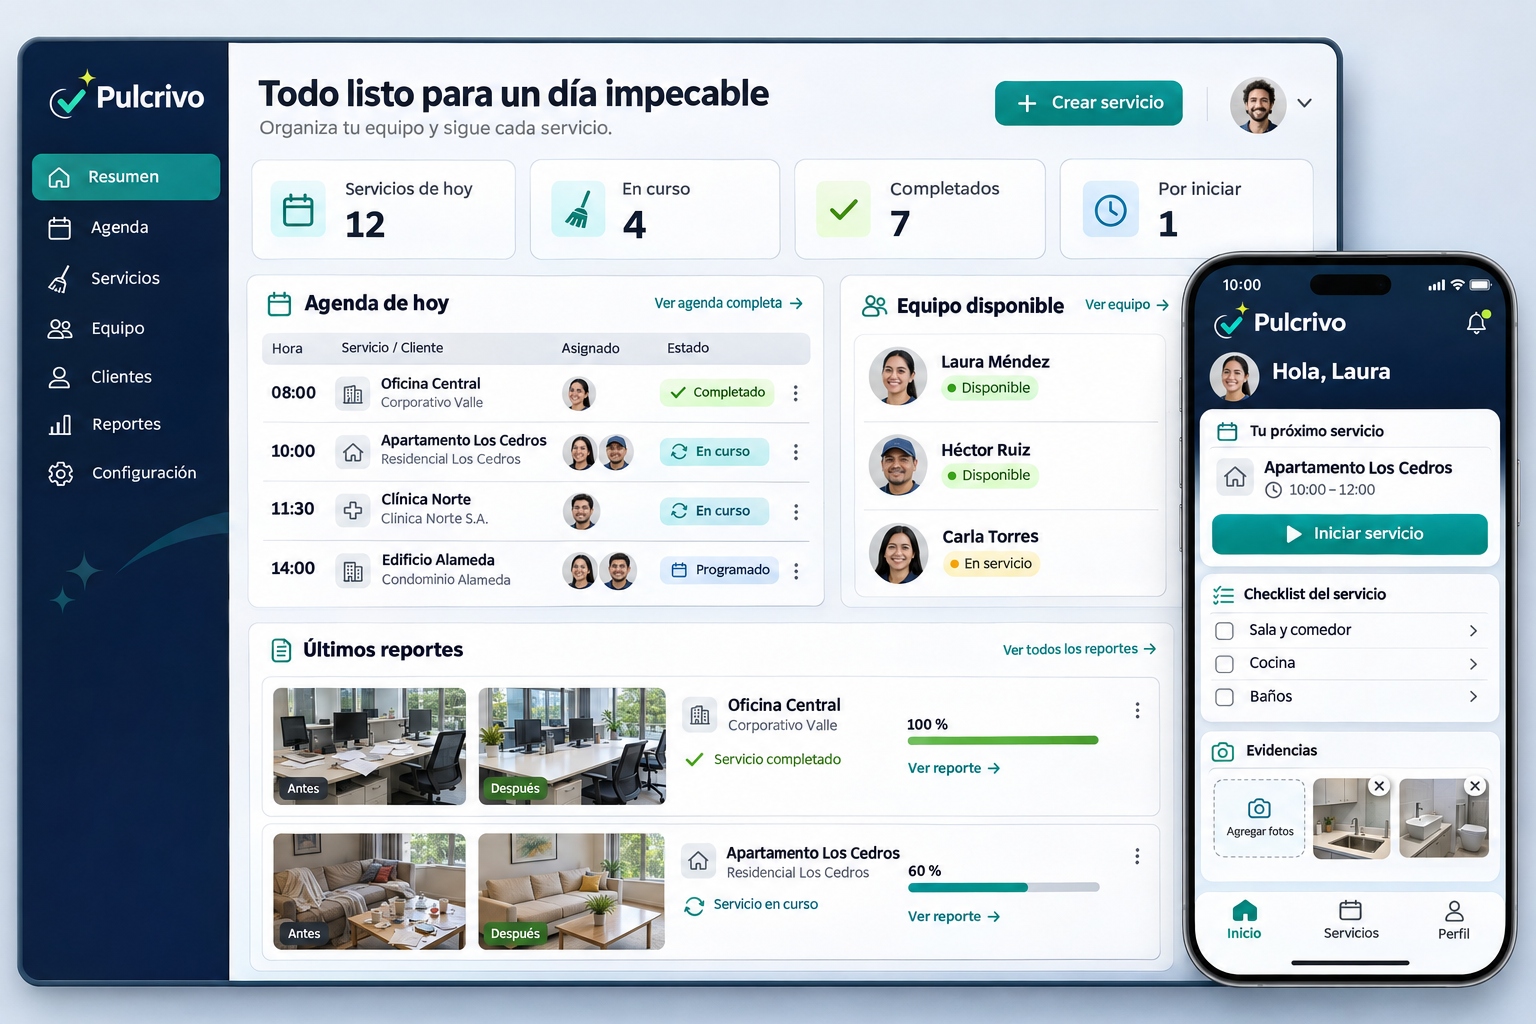 Pulcrivo
Resumen
Agenda
Servicios
Equipo
Clientes
Reportes
Configuración
Todo listo para un día impecable
Organiza tu equipo y sigue cada servicio.
+ Crear servicio
Servicios de hoy
12
En curso
4
Completados
7
Por iniciar
1
Agenda de hoy
Ver agenda completa →
Hora Servicio / Cliente Asignado Estado
08:00 Oficina Central Completado
Corporativo Valle
10:00 Apartamento Los Cedros En curso
Residencial Los Cedros
11:30 Clínica Norte En curso
Clínica Norte S.A.
14:00 Edificio Alameda Programado
Condominio Alameda
Equipo disponible
Ver equipo →
Laura Méndez
Disponible
Héctor Ruiz
Disponible
Carla Torres
En servicio
Últimos reportes
Ver todos los reportes →
Antes
Después
Oficina Central
Corporativo Valle
Servicio completado
100 %
Ver reporte →
Antes
Después
Apartamento Los Cedros
Residencial Los Cedros
Servicio en curso
60 %
Ver reporte →
10:00
Pulcrivo
Hola, Laura
Tu próximo servicio
Apartamento Los Cedros
10:00 – 12:00
Iniciar servicio
Checklist del servicio
Sala y comedor
Cocina
Baños
Evidencias
Agregar fotos
Inicio
Servicios
Perfil